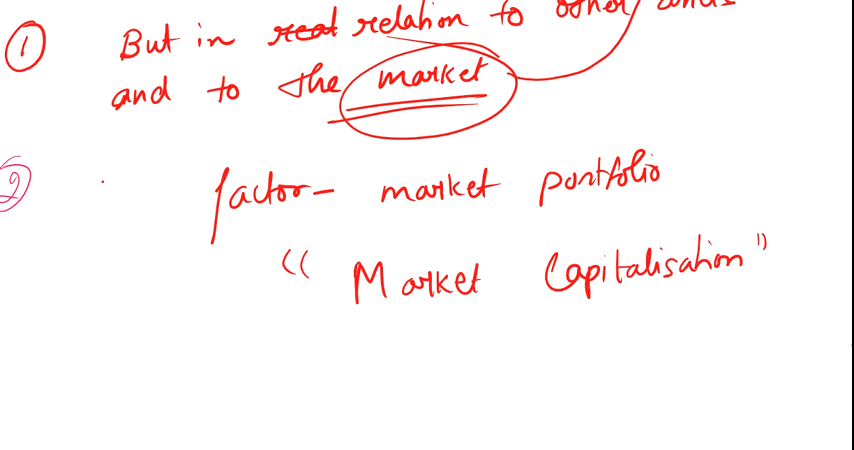 ① But in real relation to other
and to the market
② factor- market portfolio
"Market Capitalisation"